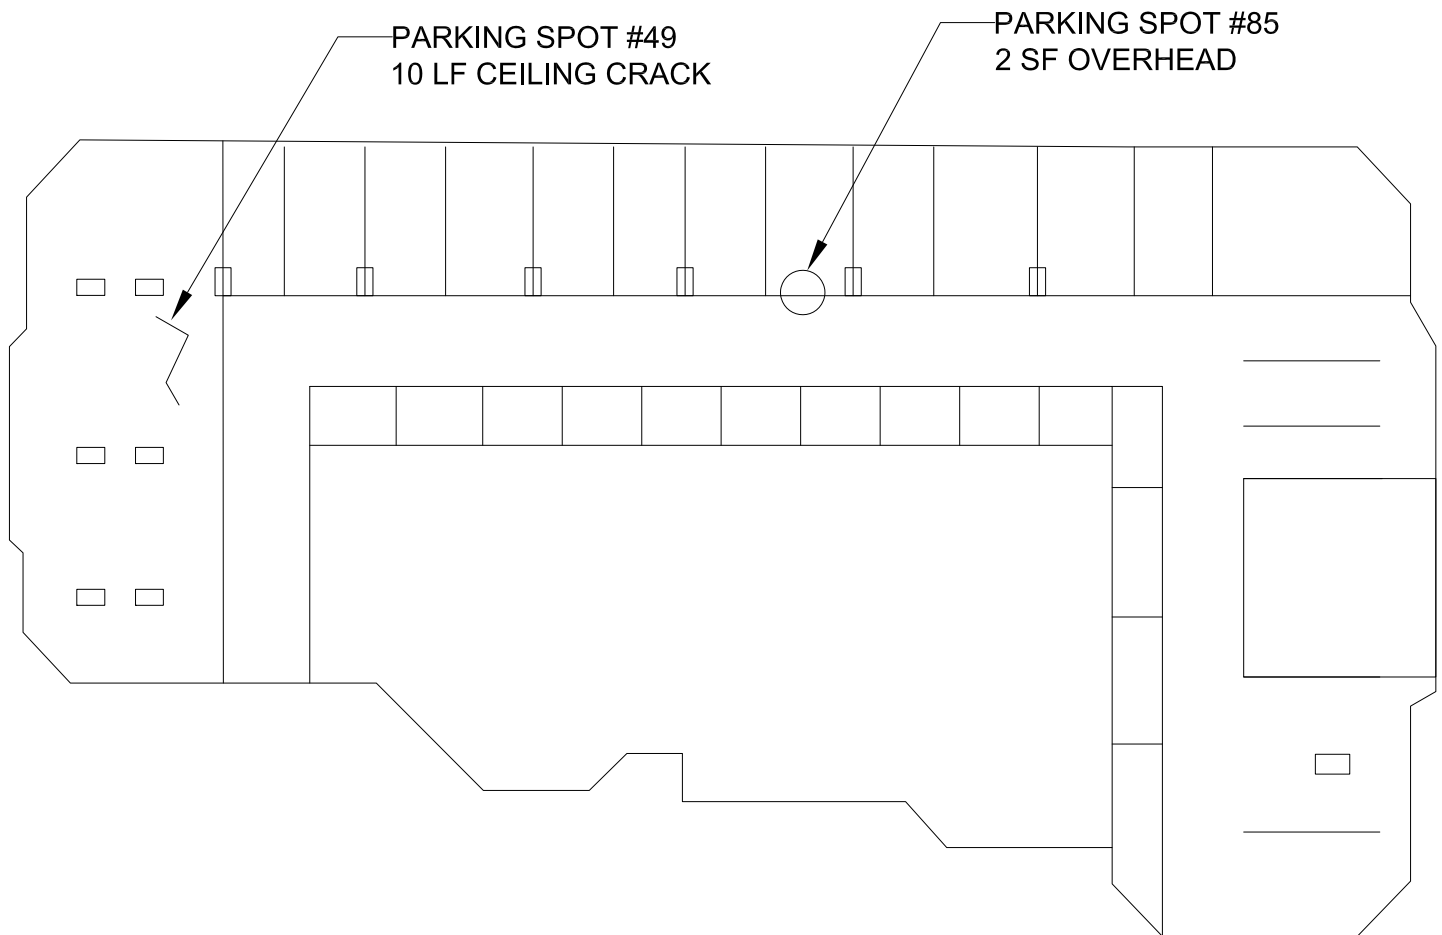 PARKING SPOT #49
10 LF CEILING CRACK
PARKING SPOT #85
2 SF OVERHEAD